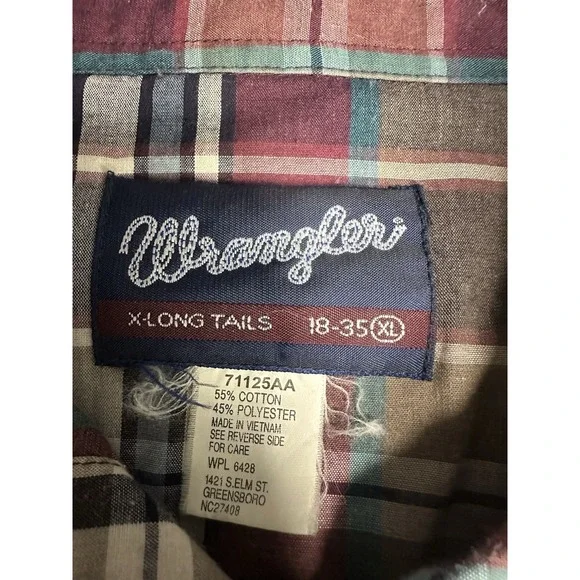 Wrangler
X-LONG TAILS 18-35 XL
71125AA
55% COTTON
45% POLYESTER
MADE IN VIETNAM
SEE REVERSE SIDE
FOR CARE
WPL 6428
1421 S.ELM ST.
GREENSBORO
NC27408